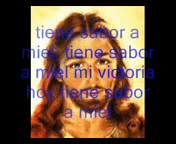 tiene sabor a
miel, tiene sabor
a miel mi victoria
hoy tiene sabor
a miel